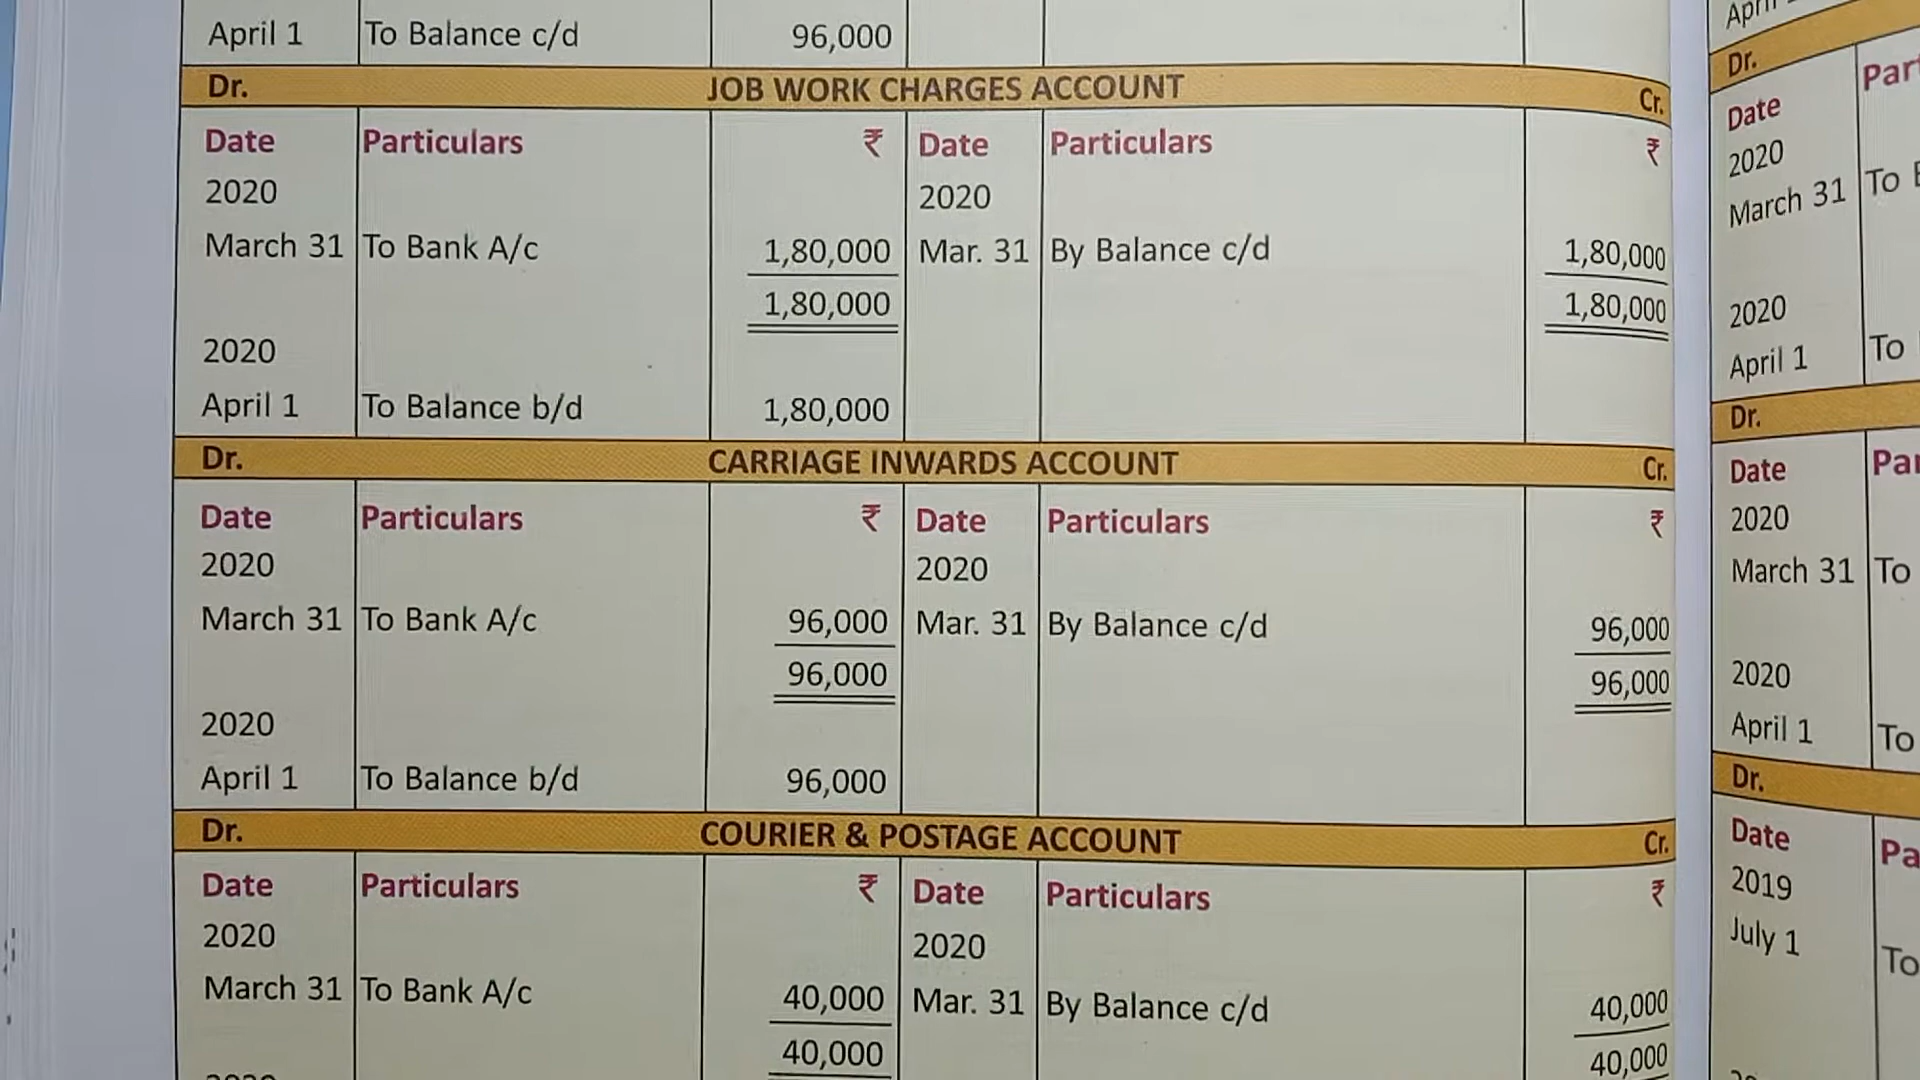 April 1 To Balance c/d 96,000
Dr. JOB WORK CHARGES ACCOUNT Cr.
Date Particulars ₹ Date Particulars ₹
2020 2020
March 31 To Bank A/c 1,80,000 Mar. 31 By Balance c/d 1,80,000
1,80,000 1,80,000
2020
April 1 To Balance b/d 1,80,000
Dr. CARRIAGE INWARDS ACCOUNT Cr.
Date Particulars ₹ Date Particulars ₹
2020 2020
March 31 To Bank A/c 96,000 Mar. 31 By Balance c/d 96,000
96,000 96,000
2020
April 1 To Balance b/d 96,000
Dr. COURIER & POSTAGE ACCOUNT Cr.
Date Particulars ₹ Date Particulars ₹
2020 2020
March 31 To Bank A/c 40,000 Mar. 31 By Balance c/d 40,000
40,000 40,000
Dr.
Date
2020
March 31 To
2020
April 1 To
Dr.
Date
2020
March 31 To
2020
April 1 To
Dr.
Date
2019
July 1
To